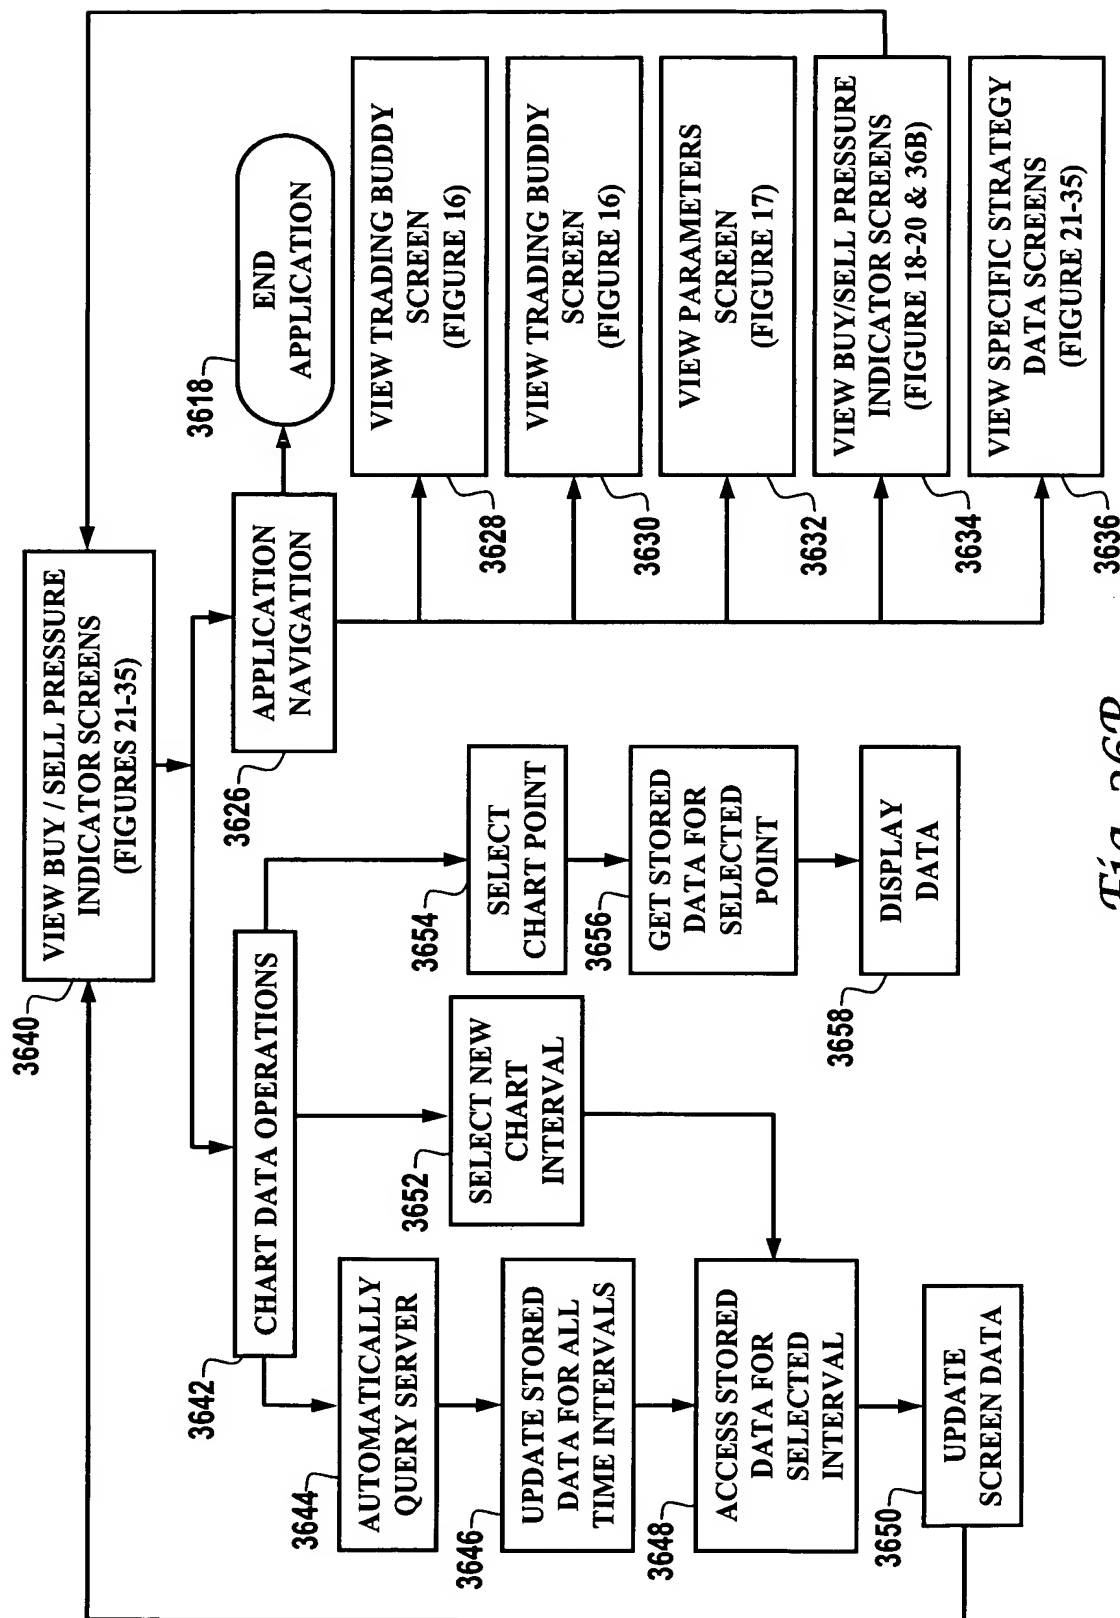 3640
VIEW BUY / SELL PRESSURE
INDICATOR SCREENS
(FIGURES 21-35)
3642
CHART DATA OPERATIONS
3626
APPLICATION
NAVIGATION
3618
END
APPLICATION
3644
AUTOMATICALLY
QUERY SERVER
3646
UPDATE STORED
DATA FOR ALL
TIME INTERVALS
3648
ACCESS STORED
DATA FOR
SELECTED
INTERVAL
3650
UPDATE
SCREEN DATA
3652
SELECT NEW
CHART
INTERVAL
3654
SELECT
CHART POINT
3656
GET STORED
DATA FOR
SELECTED
POINT
3658
DISPLAY
DATA
3628
VIEW TRADING BUDDY
SCREEN
(FIGURE 16)
3630
VIEW TRADING BUDDY
SCREEN
(FIGURE 16)
3632
VIEW PARAMETERS
SCREEN
(FIGURE 17)
3634
VIEW BUY/SELL PRESSURE
INDICATOR SCREENS
(FIGURE 18-20 & 36B)
3636
VIEW SPECIFIC STRATEGY
DATA SCREENS
(FIGURE 21-35)
Fig. 36B